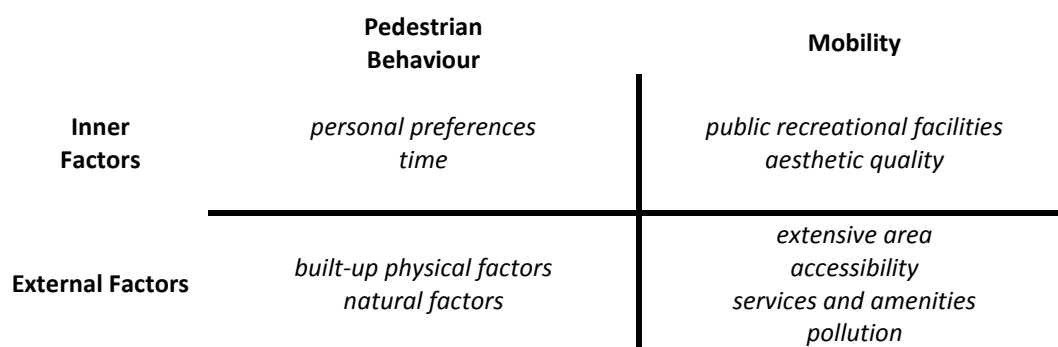 Pedestrian
Behaviour
Mobility
Inner
Factors
personal preferences
time
public recreational facilities
aesthetic quality
External Factors
built-up physical factors
natural factors
extensive area
accessibility
services and amenities
pollution